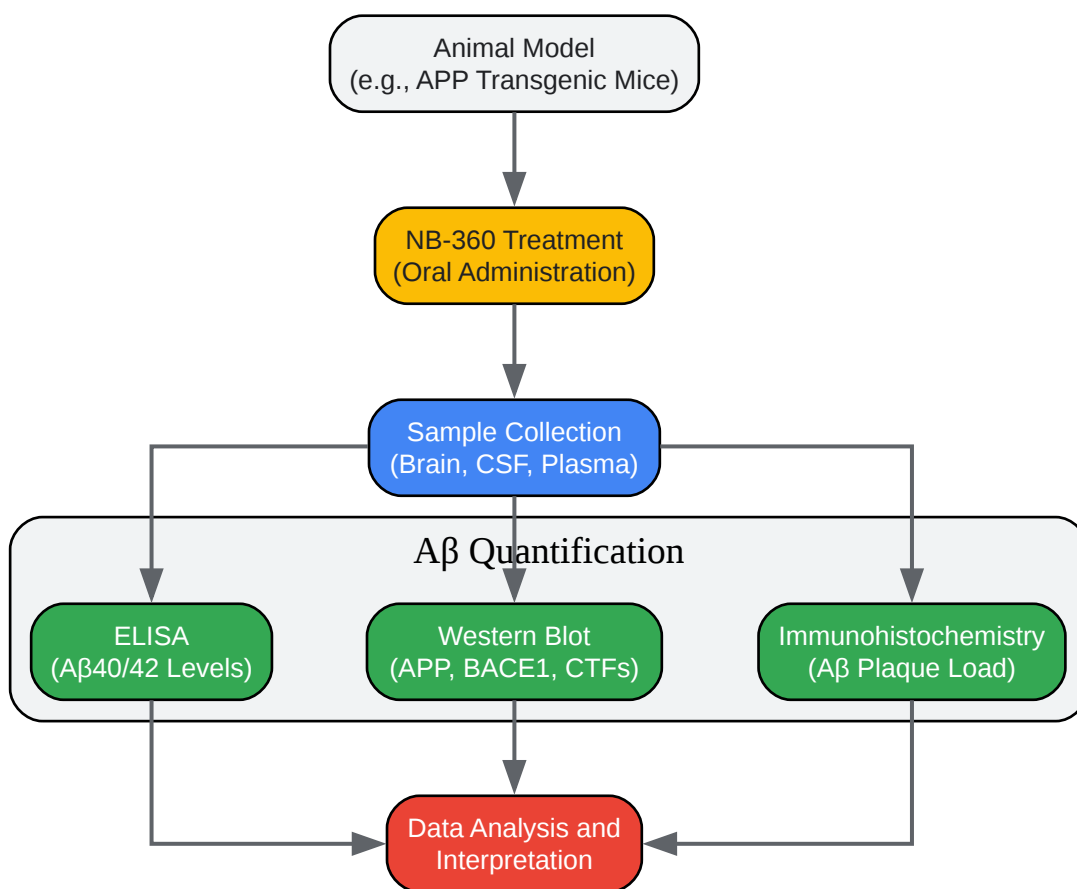 Animal Model
(e.g., APP Transgenic Mice)
NB-360 Treatment
(Oral Administration)
Sample Collection
(Brain, CSF, Plasma)
Aβ Quantification
ELISA
(Aβ40/42 Levels)
Western Blot
(APP, BACE1, CTFs)
Immunohistochemistry
(Aβ Plaque Load)
Data Analysis and
Interpretation